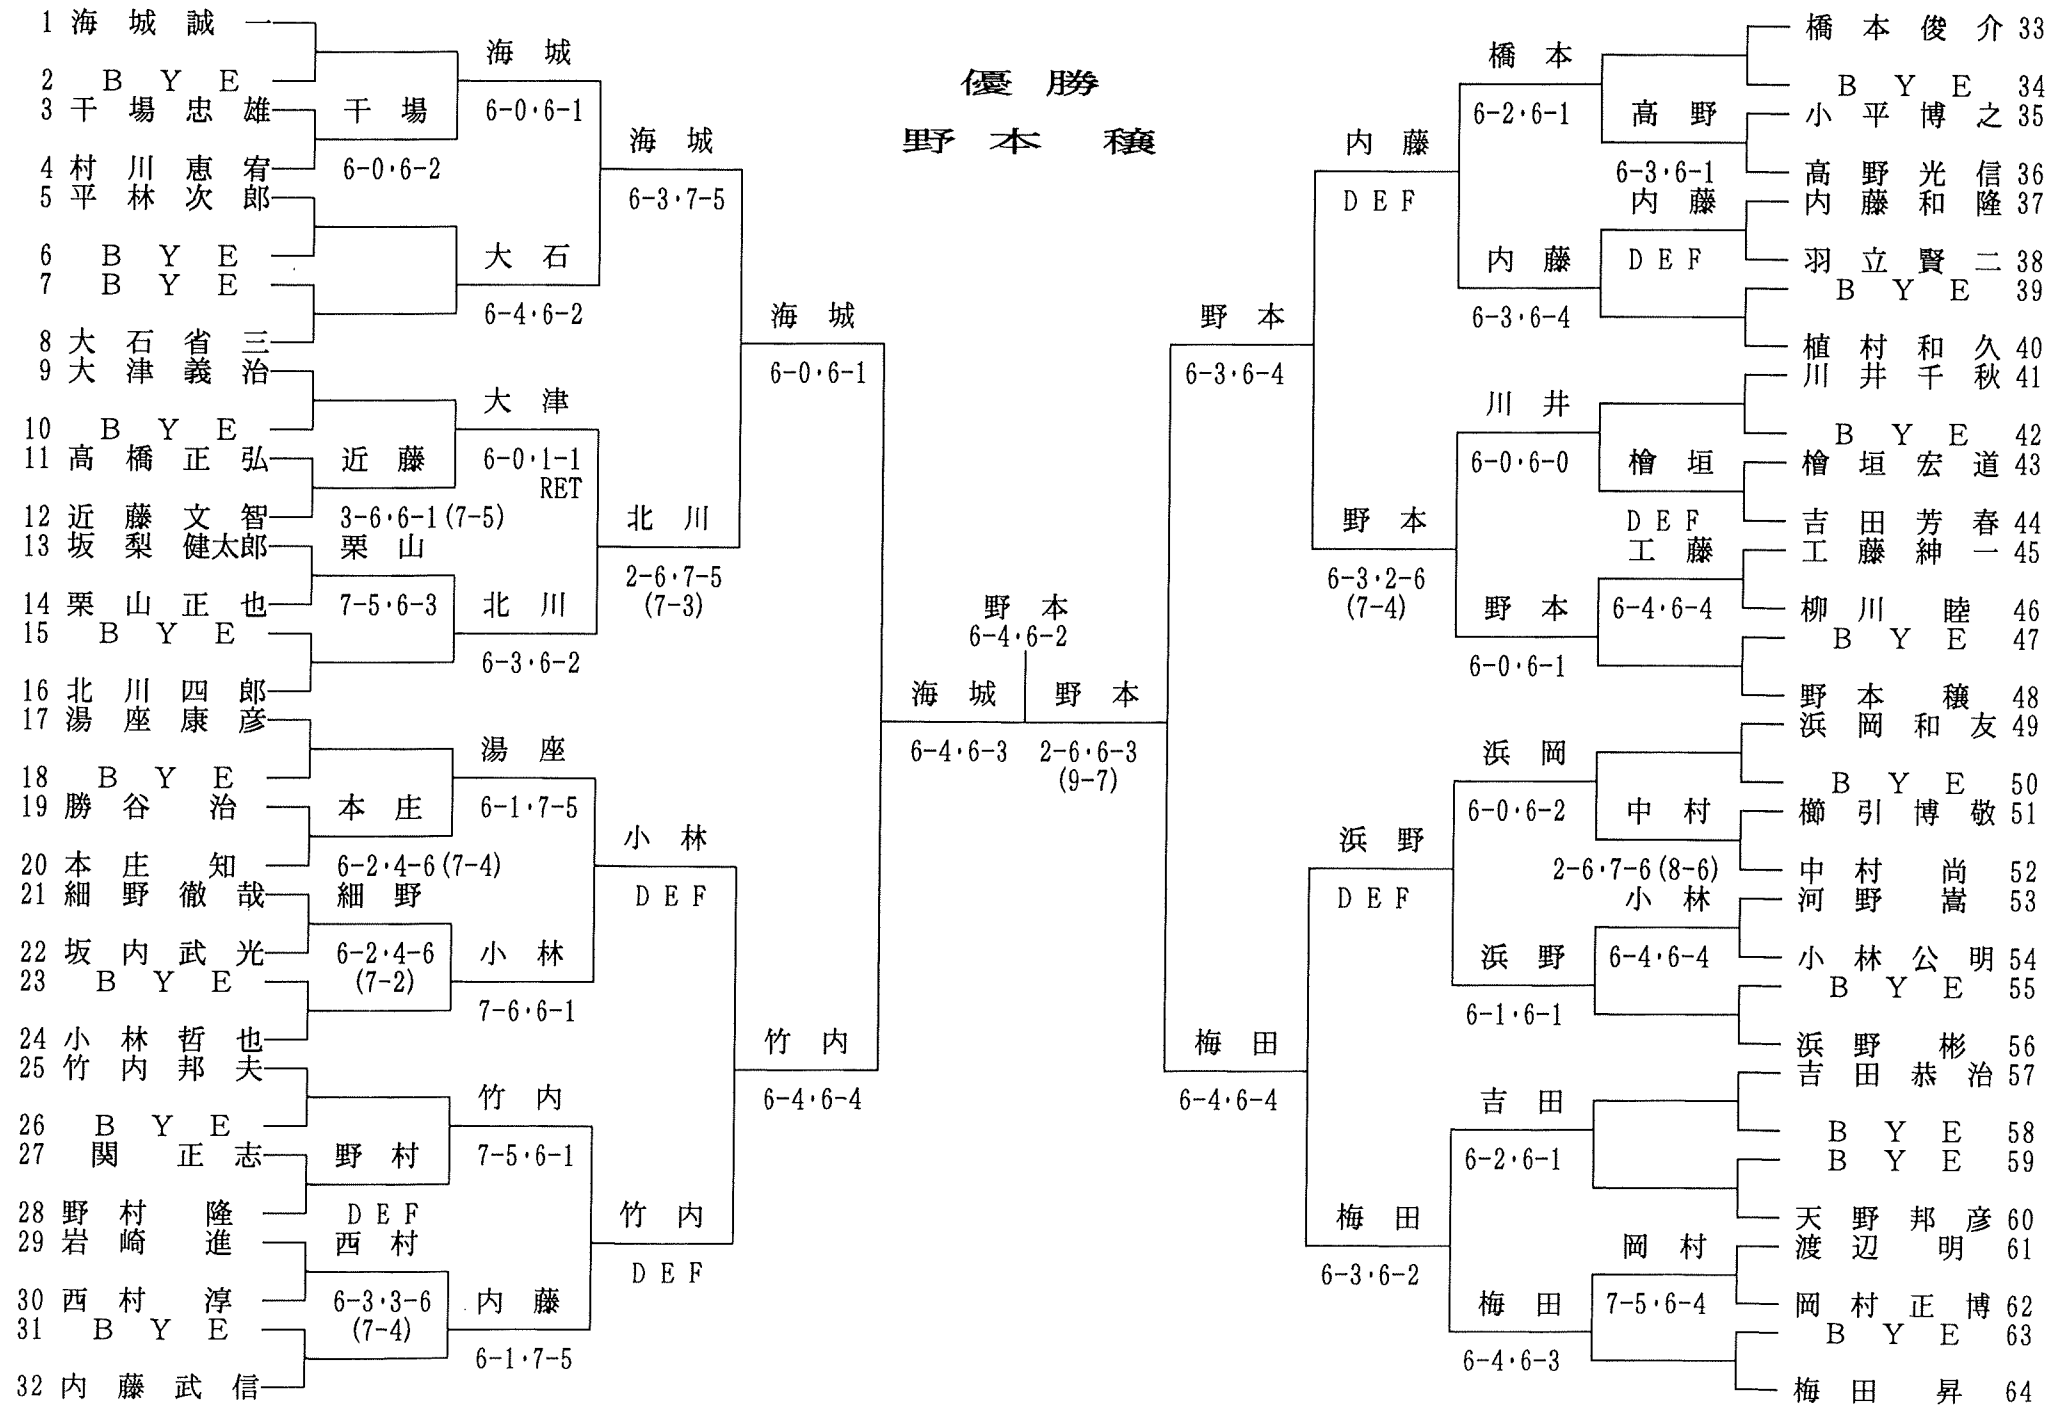 優勝
野本 穣
1 海城誠一
2 BYE
3 干場忠雄
4 村川恵宥
5 平林次郎
6 BYE
7 BYE
8 大石省三
9 大津義治
10 BYE
11 高橋正弘
12 近藤文智
13 坂梨健太郎
14 栗山正也
15 BYE
16 北川四郎
17 湯座康彦
18 BYE
19 勝谷 治
20 本庄 知
21 細野徹哉
22 坂内武光
23 BYE
24 小林哲也
25 竹内邦夫
26 BYE
27 関 正志
28 野村 隆
29 岩崎 進
30 西村 淳
31 BYE
32 内藤武信
干場
6-0・6-2
近藤
3-6・6-1(7-5)
栗山
7-5・6-3
本庄
6-2・4-6(7-4)
細野
6-2・4-6
(7-2)
野村
DEF
西村
6-3・3-6
(7-4)
海城
6-0・6-1
大石
6-4・6-2
大津
6-0・1-1
RET
北川
6-3・6-2
湯座
6-1・7-5
小林
7-6・6-1
竹内
7-5・6-1
内藤
6-1・7-5
海城
6-3・7-5
北川
2-6・7-5
(7-3)
小林
DEF
竹内
DEF
海城
6-0・6-1
竹内
6-4・6-4
野本
6-4・6-2
海城
6-4・6-3
野本
2-6・6-3
(9-7)
野本
6-3・6-4
梅田
6-4・6-4
内藤
DEF
野本
6-3・2-6
(7-4)
浜野
DEF
梅田
6-3・6-2
橋本
6-2・6-1
内藤
6-3・6-4
川井
6-0・6-0
野本
6-0・6-1
浜岡
6-0・6-2
浜野
6-1・6-1
吉田
6-2・6-1
梅田
6-4・6-3
高野
6-3・6-1
内藤
DEF
檜垣
DEF
工藤
6-4・6-4
中村
2-6・7-6(8-6)
小林
6-4・6-4
岡村
7-5・6-4
橋本俊介 33
BYE 34
小平博之 35
高野光信 36
内藤和隆 37
羽立賢二 38
BYE 39
植村和久 40
川井千秋 41
BYE 42
檜垣宏道 43
吉田芳春 44
工藤紳一 45
柳川 睦 46
BYE 47
野本 穣 48
浜岡和友 49
BYE 50
櫛引博敬 51
中村 尚 52
河野 嵩 53
小林公明 54
BYE 55
浜野 彬 56
吉田恭治 57
BYE 58
BYE 59
天野邦彦 60
渡辺 明 61
岡村正博 62
BYE 63
梅田 昇 64